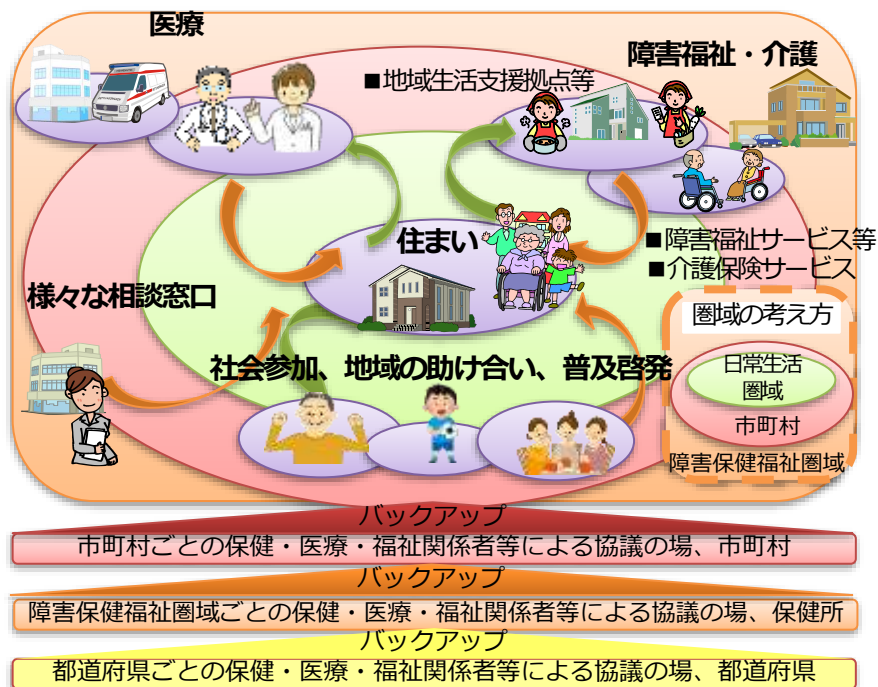 医療
障害福祉・介護
■地域生活支援拠点等
住まい
■障害福祉サービス等
■介護保険サービス
様々な相談窓口
圏域の考え方
日常生活
圏域
市町村
障害保健福祉圏域
社会参加、地域の助け合い、普及啓発
バックアップ
市町村ごとの保健・医療・福祉関係者等による協議の場、市町村
バックアップ
障害保健福祉圏域ごとの保健・医療・福祉関係者等による協議の場、保健所
バックアップ
都道府県ごとの保健・医療・福祉関係者等による協議の場、都道府県